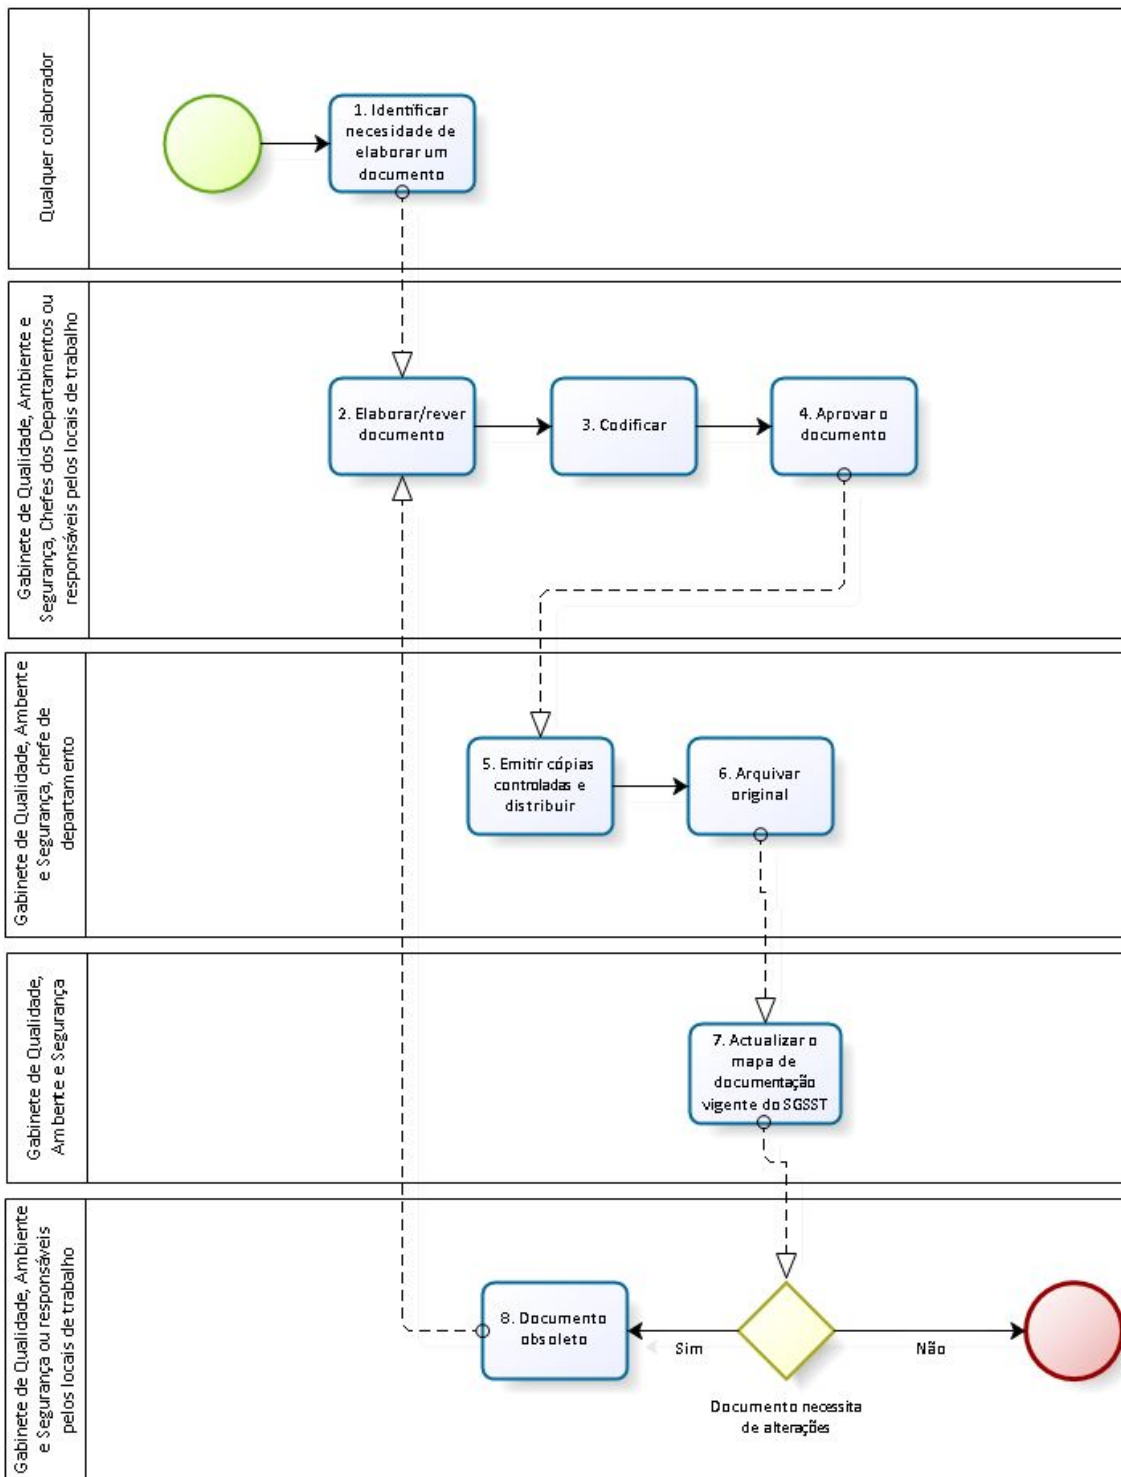 Qualquer colaborador
1. Identificar
necesidade de
elaborar um
documento
Gabinete de Qualidade, Ambiente e
Segurança, Chefes dos Departamentos ou
responsáveis pelos locais de trabalho
2. Elaborar/rever
documento
3. Codificar
4. Aprovar o
documento
Gabinete de Qualidade, Ambente
e Segurança, chefe de
departamento
5. Emitir cópias
controladas e
distribuir
6. Arquivar
original
Gabinete de Qualidade,
Ambente e Segurança
7. Actualizar o
mapa de
documentação
vigente do SGSST
Gabinete de Qualidade, Ambiente
e Segurança ou responsáveis
pelos locais de trabalho
8. Documento
obsoleto
Sim
Não
Documento necessita
de alterações